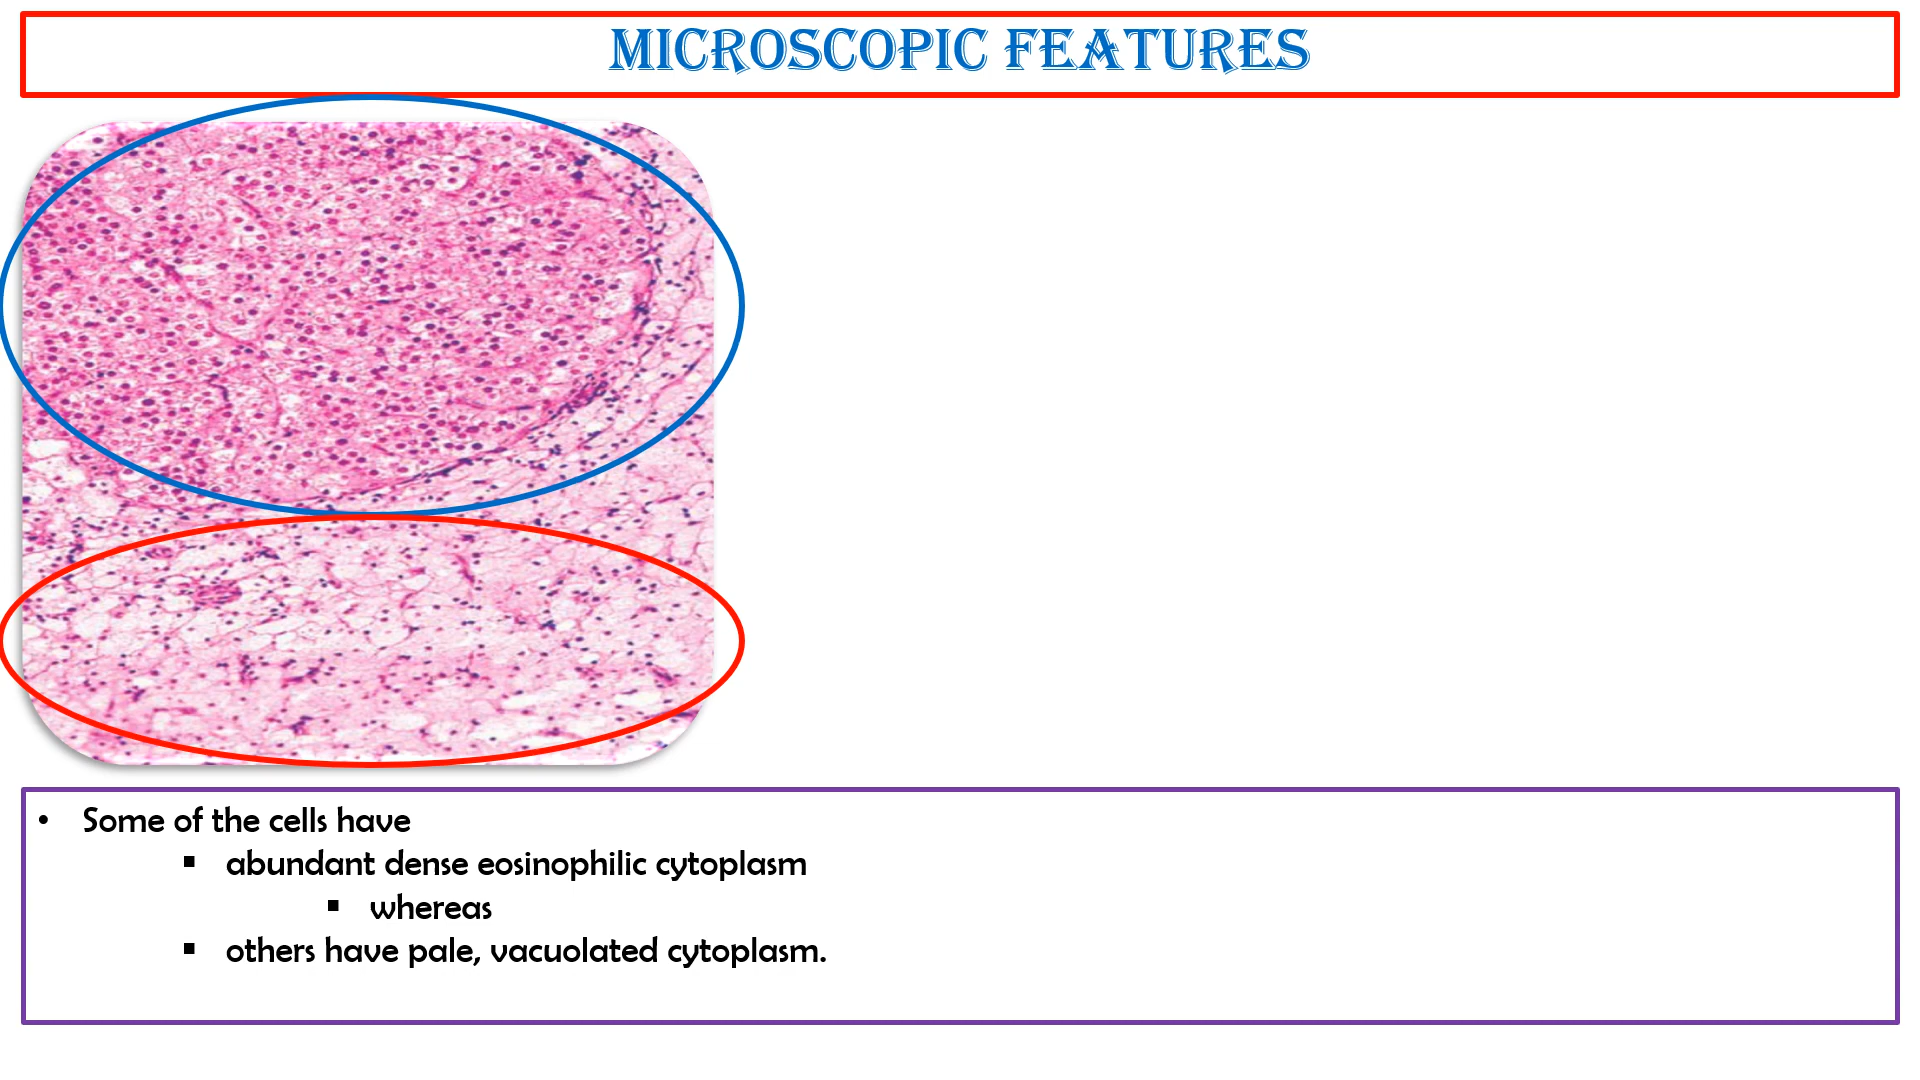 MICROSCOPIC FEATURES
• Some of the cells have
▪ abundant dense eosinophilic cytoplasm
▪ whereas
▪ others have pale, vacuolated cytoplasm.